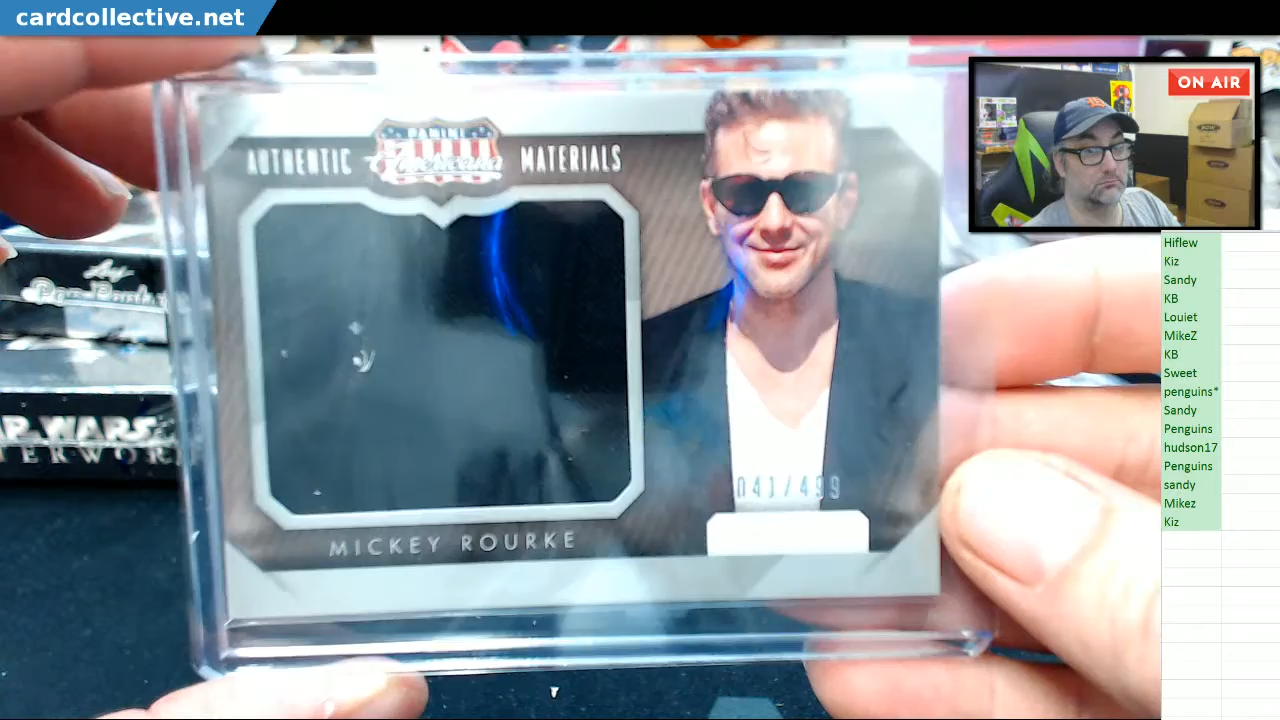 cardcollective.net
ON AIR
AUTHENTIC
PANINI
Americana
MATERIALS
041/499
MICKEY ROURKE
STAR WARS
Hiflew
Kiz
Sandy
KB
Louiet
MikeZ
KB
Sweet
penguins*
Sandy
Penguins
hudson17
Penguins
sandy
Mikez
Kiz